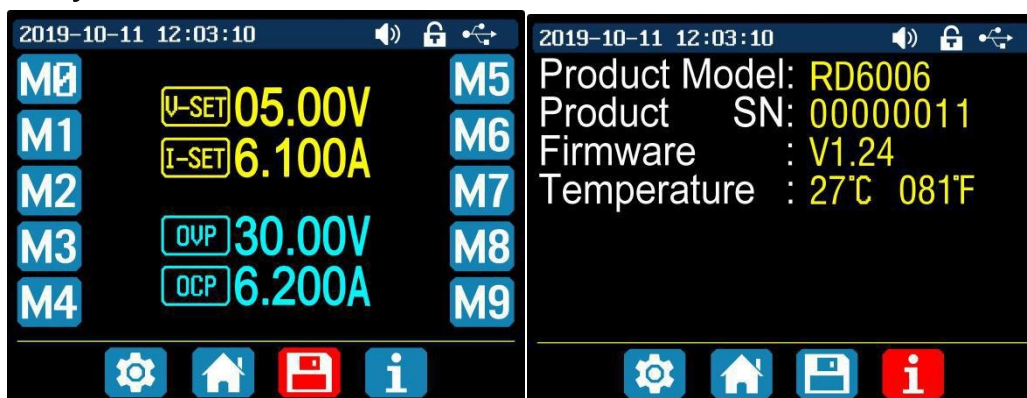 2019-10-11 12:03:10
M0
M1
M2
M3
M4
V-SET 05.00V
I-SET 6.100A
OVP 30.00V
OCP 6.200A
M5
M6
M7
M8
M9
i
2019-10-11 12:03:10
Product Model: RD6006
Product SN: 00000011
Firmware : V1.24
Temperature : 27℃ 081℉
i